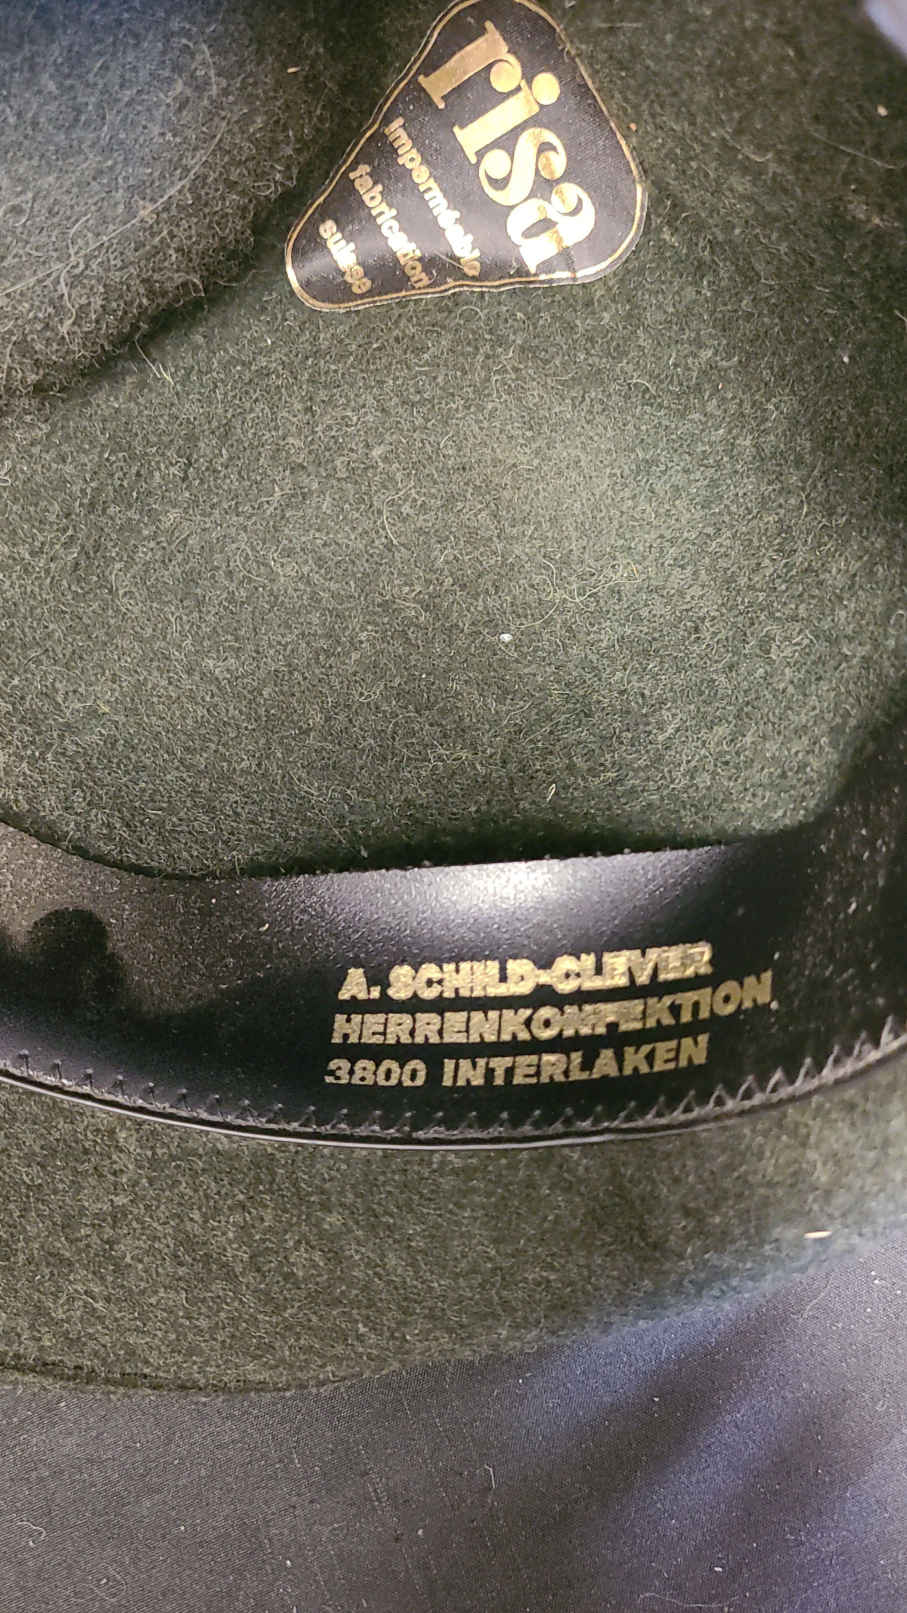 risa
imperméable
fabrication
suisse
A. SCHILD-CLEVER
HERRENKONFEKTION
3800 INTERLAKEN